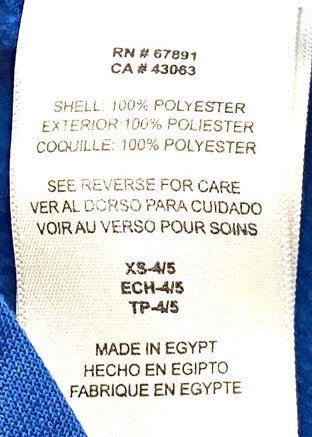 RN # 67891
CA # 43063
SHELL: 100% POLYESTER
EXTERIOR:100% POLIESTER
COQUILLE: 100% POLYESTER
SEE REVERSE FOR CARE
VER AL DORSO PARA CUIDADO
VOIR AU VERSO POUR SOINS
XS-4/5
ECH-4/5
TP-4/5
MADE IN EGYPT
HECHO EN EGIPTO
FABRIQUE EN EGYPTE